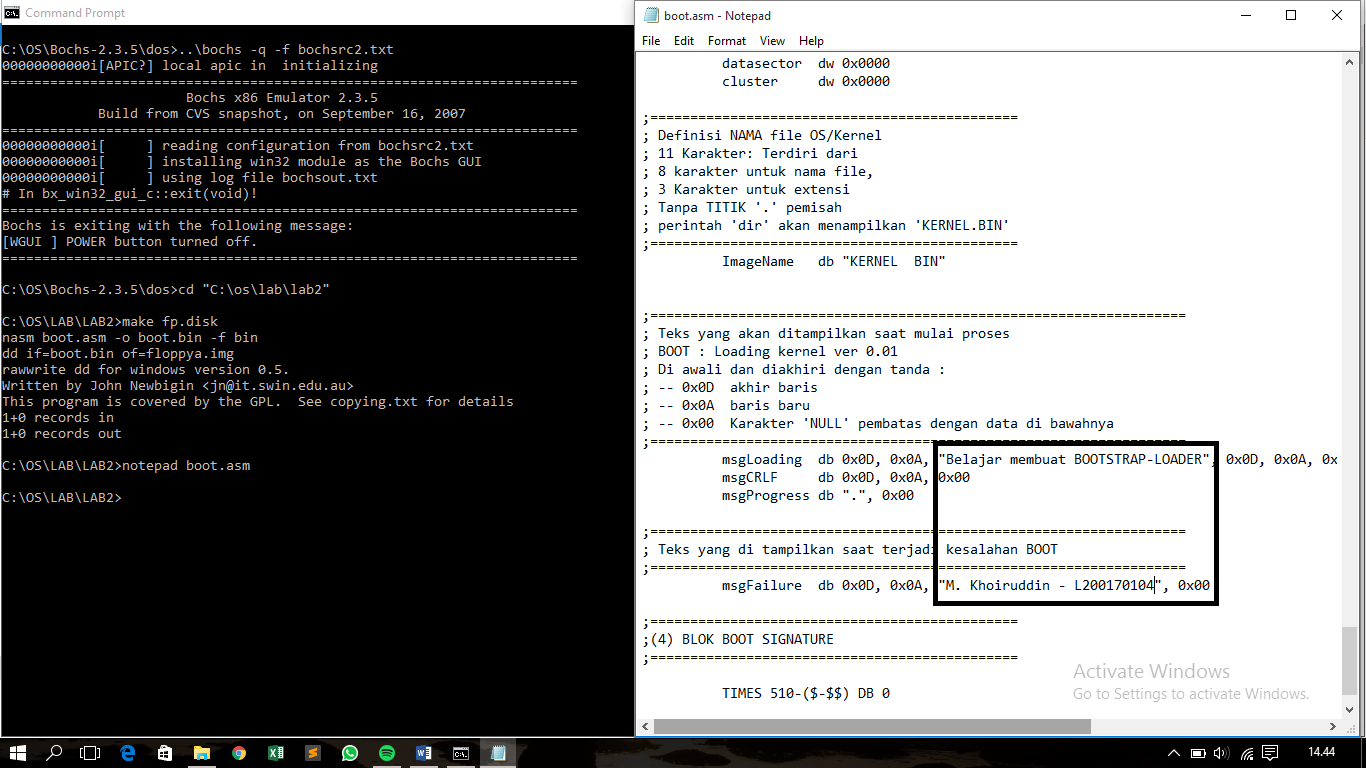 Command Prompt
C:\OS\Bochs-2.3.5\dos>..\bochs -q -f bochsrc2.txt
00000000000i[APIC?] local apic in  initializing
========================================================================
                       Bochs x86 Emulator 2.3.5
            Build from CVS snapshot, on September 16, 2007
========================================================================
00000000000i[     ] reading configuration from bochsrc2.txt
00000000000i[     ] installing win32 module as the Bochs GUI
00000000000i[     ] using log file bochsout.txt
# In bx_win32_gui_c::exit(void)!
========================================================================
Bochs is exiting with the following message:
[WGUI ] POWER button turned off.
========================================================================
C:\OS\Bochs-2.3.5\dos>cd "C:\os\lab\lab2"
C:\OS\LAB\LAB2>make fp.disk
nasm boot.asm -o boot.bin -f bin
dd if=boot.bin of=floppya.img
rawwrite dd for windows version 0.5.
Written by John Newbigin <jn@it.swin.edu.au>
This program is covered by the GPL.  See copying.txt for details
1+0 records in
1+0 records out
C:\OS\LAB\LAB2>notepad boot.asm
C:\OS\LAB\LAB2>
boot.asm - Notepad
File Edit Format View Help
datasector  dw 0x0000
cluster     dw 0x0000
;==============================================
; Definisi NAMA file OS/Kernel
; 11 Karakter: Terdiri dari
; 8 karakter untuk nama file,
; 3 Karakter untuk extensi
; Tanpa TITIK '.' pemisah
; perintah 'dir' akan menampilkan 'KERNEL.BIN'
;==============================================
ImageName   db "KERNEL  BIN"
;===================================================================
; Teks yang akan ditampilkan saat mulai proses
; BOOT : Loading kernel ver 0.01
; Di awali dan diakhiri dengan tanda :
; -- 0x0D  akhir baris
; -- 0x0A  baris baru
; -- 0x00  Karakter 'NULL' pembatas dengan data di bawahnya
;===================================================================
msgLoading  db 0x0D, 0x0A, "Belajar membuat BOOTSTRAP-LOADER", 0x0D, 0x0A, 0x
msgCRLF     db 0x0D, 0x0A, 0x00
msgProgress db ".", 0x00
;===================================================================
; Teks yang di tampilkan saat terjadi kesalahan BOOT
;===================================================================
msgFailure  db 0x0D, 0x0A, "M. Khoiruddin - L200170104", 0x00
;==============================================
;(4) BLOK BOOT SIGNATURE
;==============================================
TIMES 510-($-$$) DB 0
Activate Windows
Go to Settings to activate Windows.
14.44